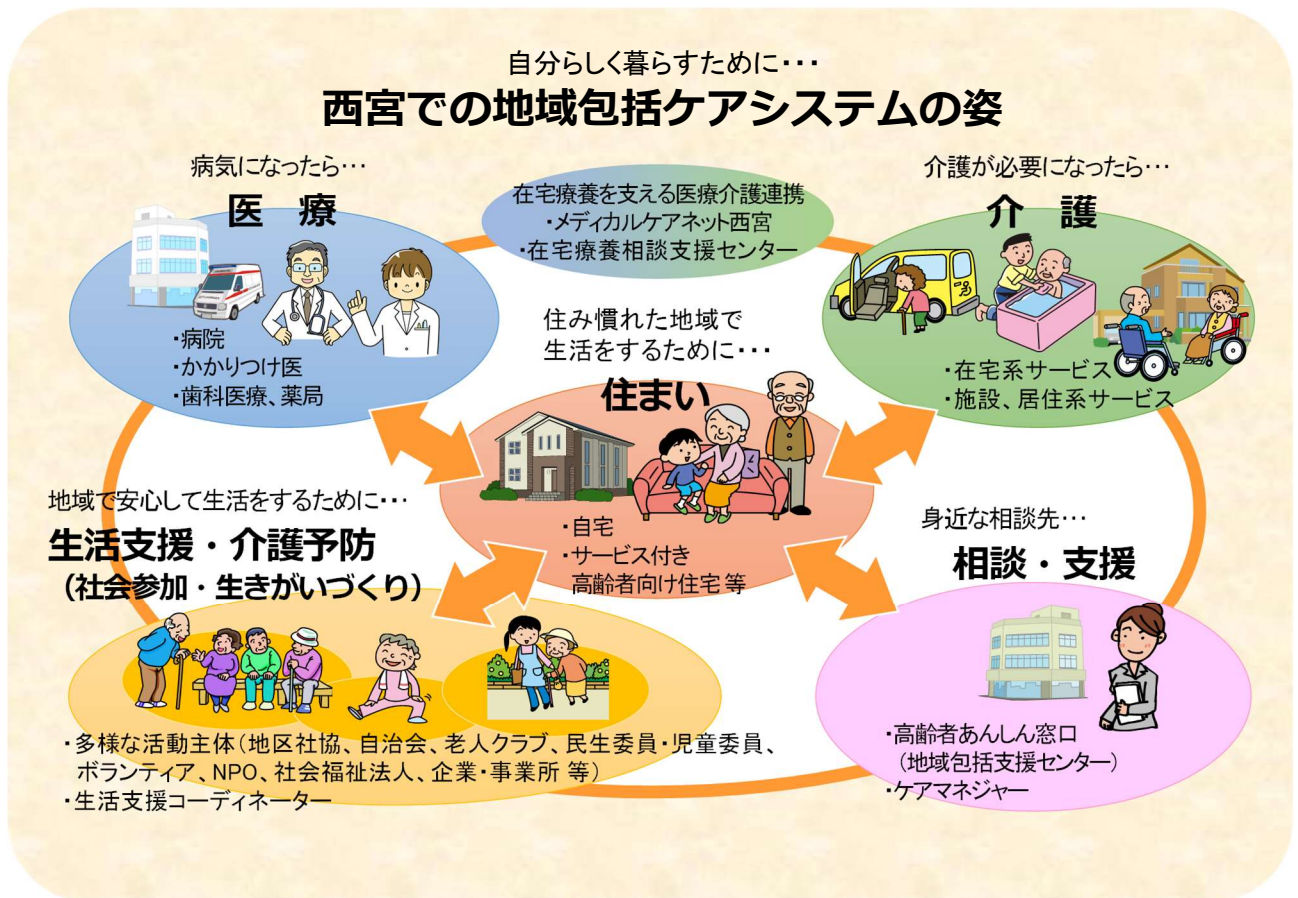 自分らしく暮らすために・・・
西宮での地域包括ケアシステムの姿
病気になったら・・・
医 療
・病院
・かかりつけ医
・歯科医療、薬局
在宅療養を支える医療介護連携
・メディカルケアネット西宮
・在宅療養相談支援センター
介護が必要になったら・・・
介 護
・在宅系サービス
・施設、居住系サービス
住み慣れた地域で
生活をするために・・・
住まい
・自宅
・サービス付き
高齢者向け住宅 等
地域で安心して生活をするために・・・
生活支援・介護予防
(社会参加・生きがいづくり)
・多様な活動主体(地区社協、自治会、老人クラブ、民生委員・児童委員、
ボランティア、NPO、社会福祉法人、企業・事業所 等)
・生活支援コーディネーター
身近な相談先・・・
相談・支援
・高齢者あんしん窓口
(地域包括支援センター)
・ケアマネジャー